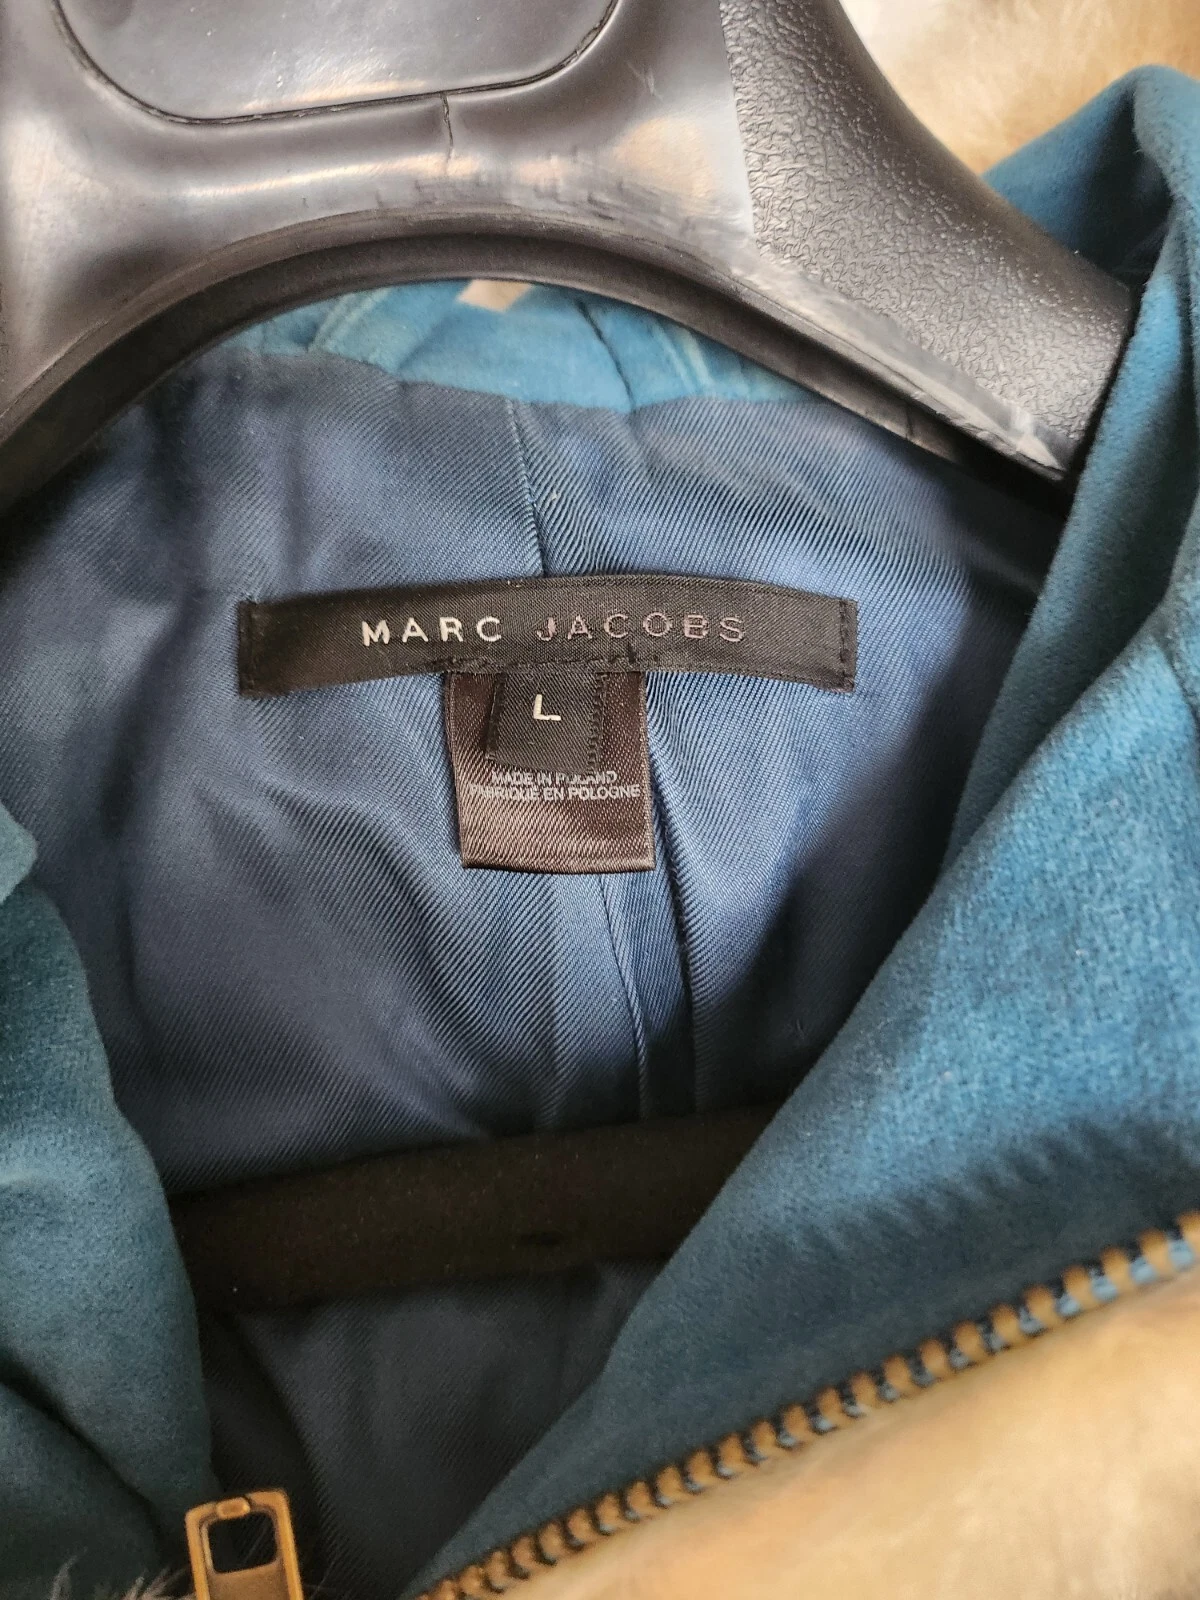 MARC JACOBS
L
MADE IN POLAND
FABRIQUE EN POLOGNE